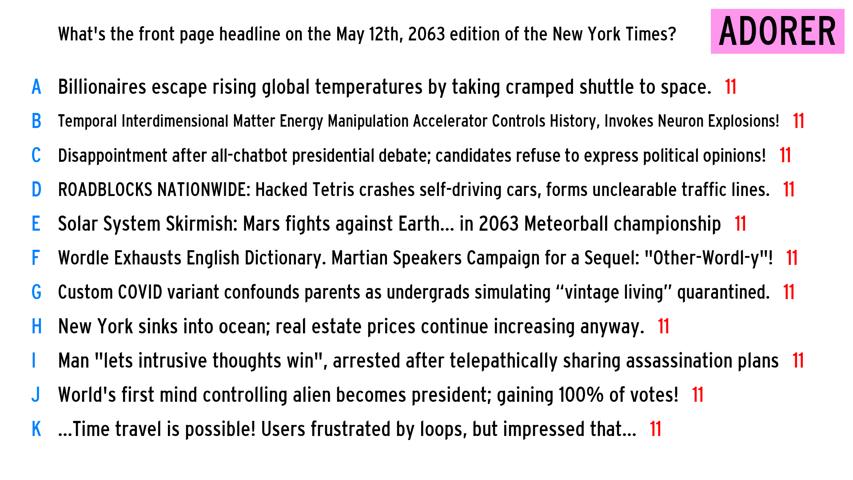 What's the front page headline on the May 12th, 2063 edition of the New York Times?
ADORER
A Billionaires escape rising global temperatures by taking cramped shuttle to space. 11
B Temporal Interdimensional Matter Energy Manipulation Accelerator Controls History, Invokes Neuron Explosions! 11
C Disappointment after all-chatbot presidential debate; candidates refuse to express political opinions! 11
D ROADBLOCKS NATIONWIDE: Hacked Tetris crashes self-driving cars, forms unclearable traffic lines. 11
E Solar System Skirmish: Mars fights against Earth... in 2063 Meteorball championship 11
F Wordle Exhausts English Dictionary. Martian Speakers Campaign for a Sequel: "Other-Wordl-y"! 11
G Custom COVID variant confounds parents as undergrads simulating “vintage living” quarantined. 11
H New York sinks into ocean; real estate prices continue increasing anyway. 11
I Man "lets intrusive thoughts win", arrested after telepathically sharing assassination plans 11
J World's first mind controlling alien becomes president; gaining 100% of votes! 11
K ...Time travel is possible! Users frustrated by loops, but impressed that... 11